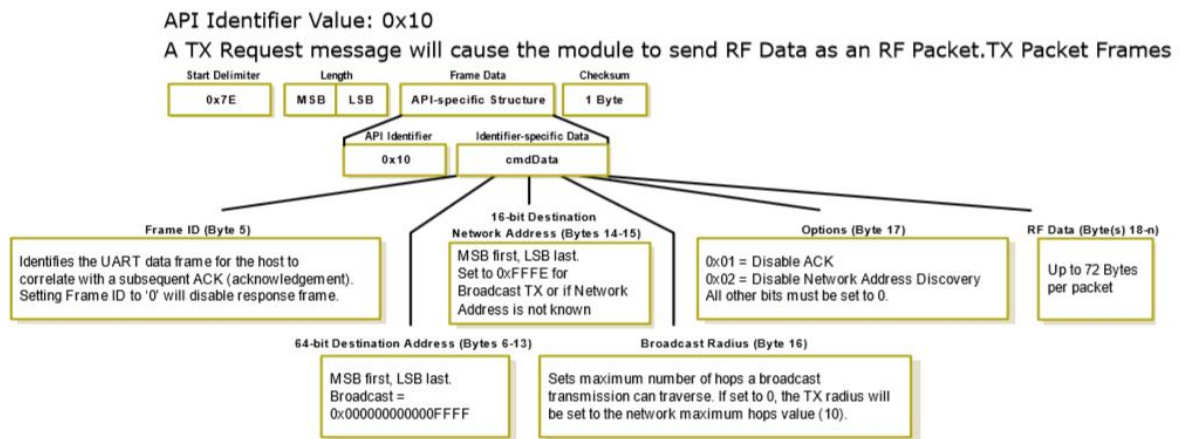 API Identifier Value: 0x10
A TX Request message will cause the module to send RF Data as an RF Packet.TX Packet Frames
Start Delimiter
Length
Frame Data
Checksum
0x7E
MSB
LSB
API-specific Structure
1 Byte
API Identifier
Identifier-specific Data
0x10
cmdData
Frame ID (Byte 5)
Identifies the UART data frame for the host to
correlate with a subsequent ACK (acknowledgement).
Setting Frame ID to '0' will disable response frame.
16-bit Destination
Network Address (Bytes 14-15)
MSB first, LSB last.
Set to 0xFFFE for
Broadcast TX or if Network
Address is not known
Options (Byte 17)
0x01 = Disable ACK
0x02 = Disable Network Address Discovery
All other bits must be set to 0.
RF Data (Byte(s) 18-n)
Up to 72 Bytes
per packet
64-bit Destination Address (Bytes 6-13)
MSB first, LSB last.
Broadcast =
0x000000000000FFFF
Broadcast Radius (Byte 16)
Sets maximum number of hops a broadcast
transmission can traverse. If set to 0, the TX radius will
be set to the network maximum hops value (10).